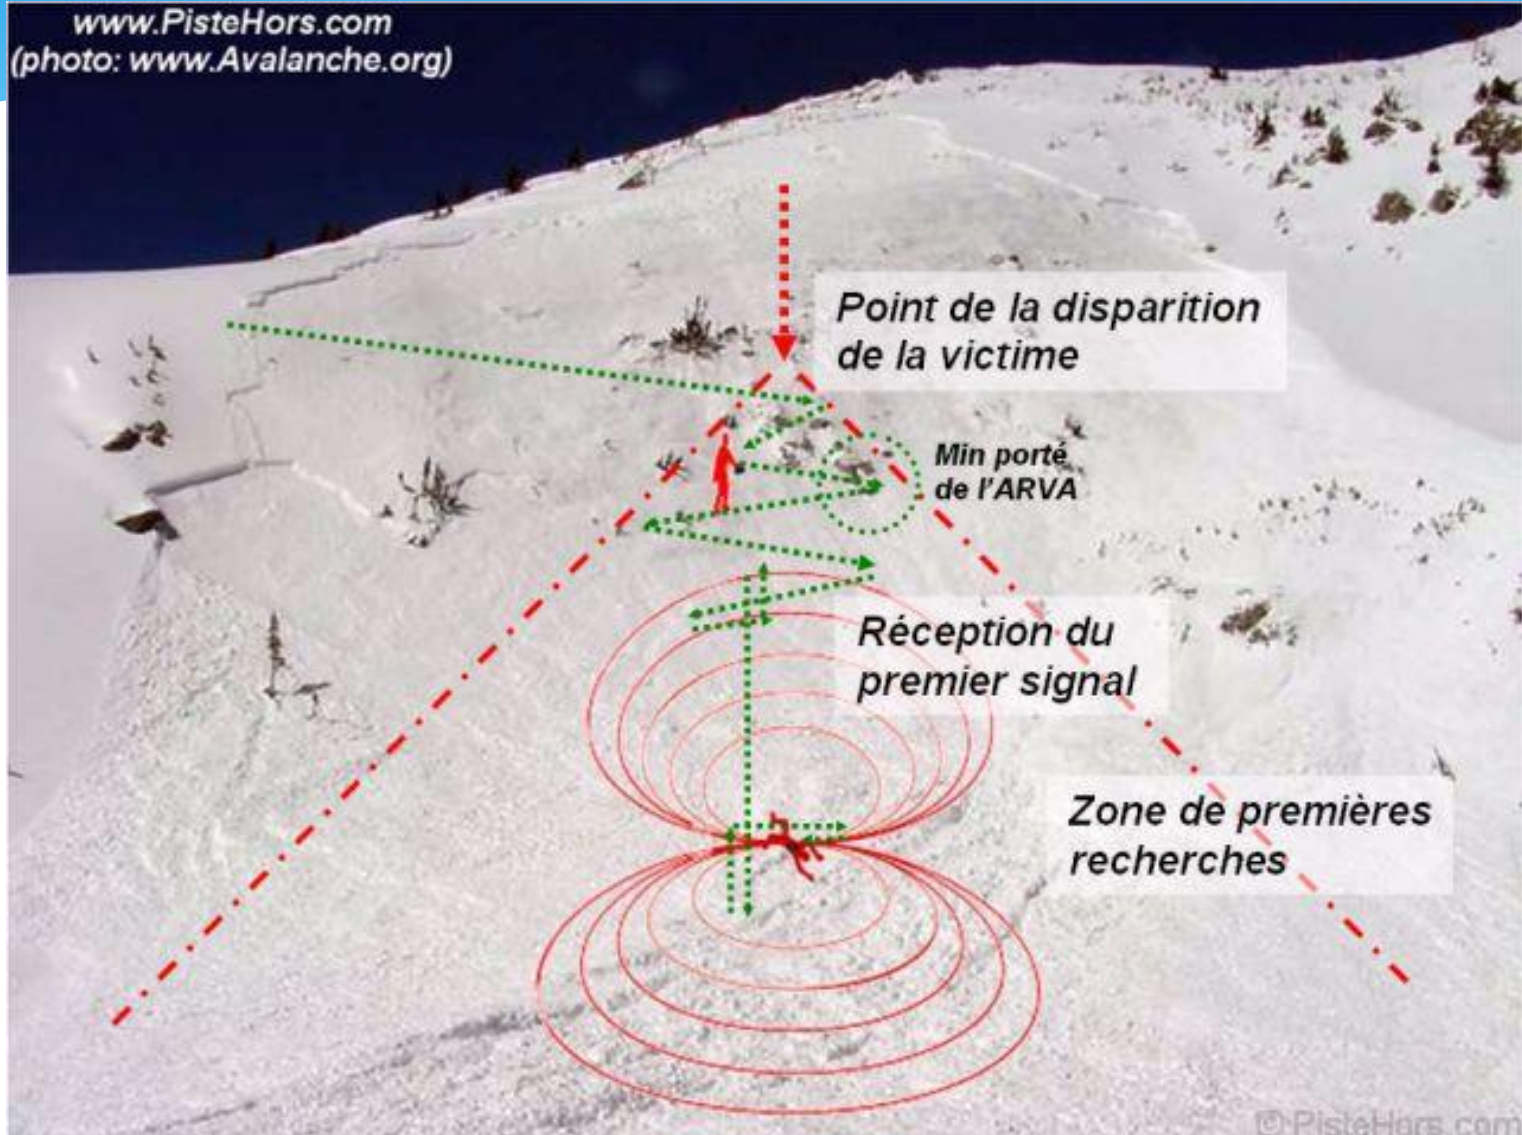 www.PisteHors.com
(photo: www.Avalanche.org)
Point de la disparition
de la victime
Min porté
de l'ARVA
Réception du
premier signal
Zone de premières
recherches
© PisteHors.com